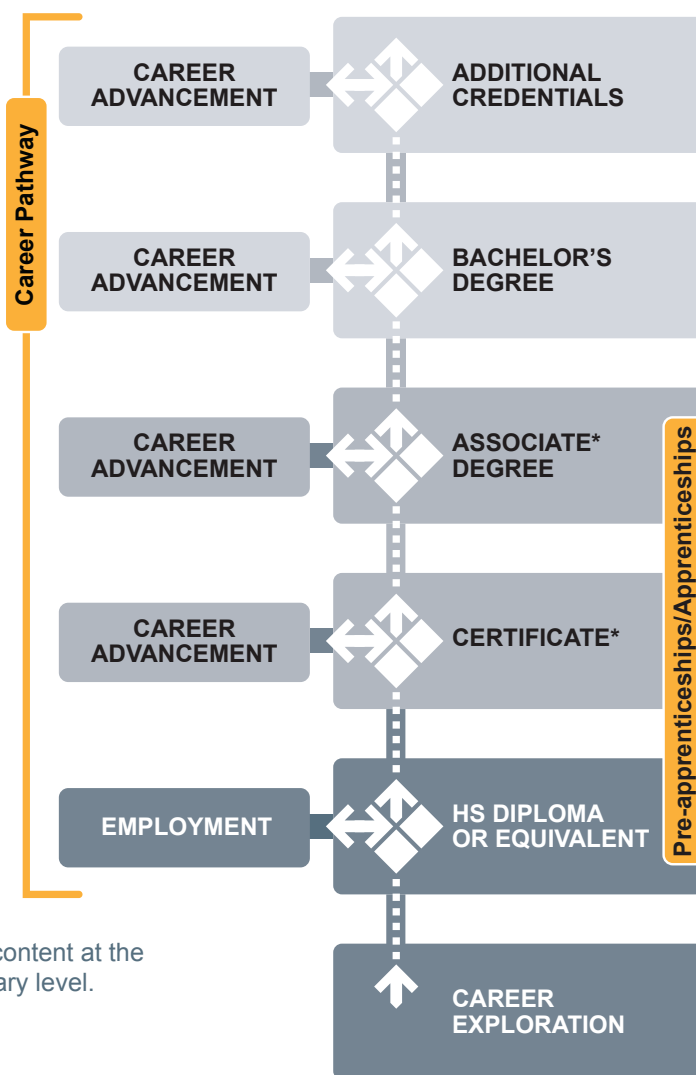 Career Pathway
CAREER
ADVANCEMENT
ADDITIONAL
CREDENTIALS
CAREER
ADVANCEMENT
BACHELOR'S
DEGREE
CAREER
ADVANCEMENT
ASSOCIATE*
DEGREE
Pre-apprenticeships/Apprenticeships
CAREER
ADVANCEMENT
CERTIFICATE*
EMPLOYMENT
HS DIPLOMA
OR EQUIVALENT
content at the
ary level.
CAREER
EXPLORATION